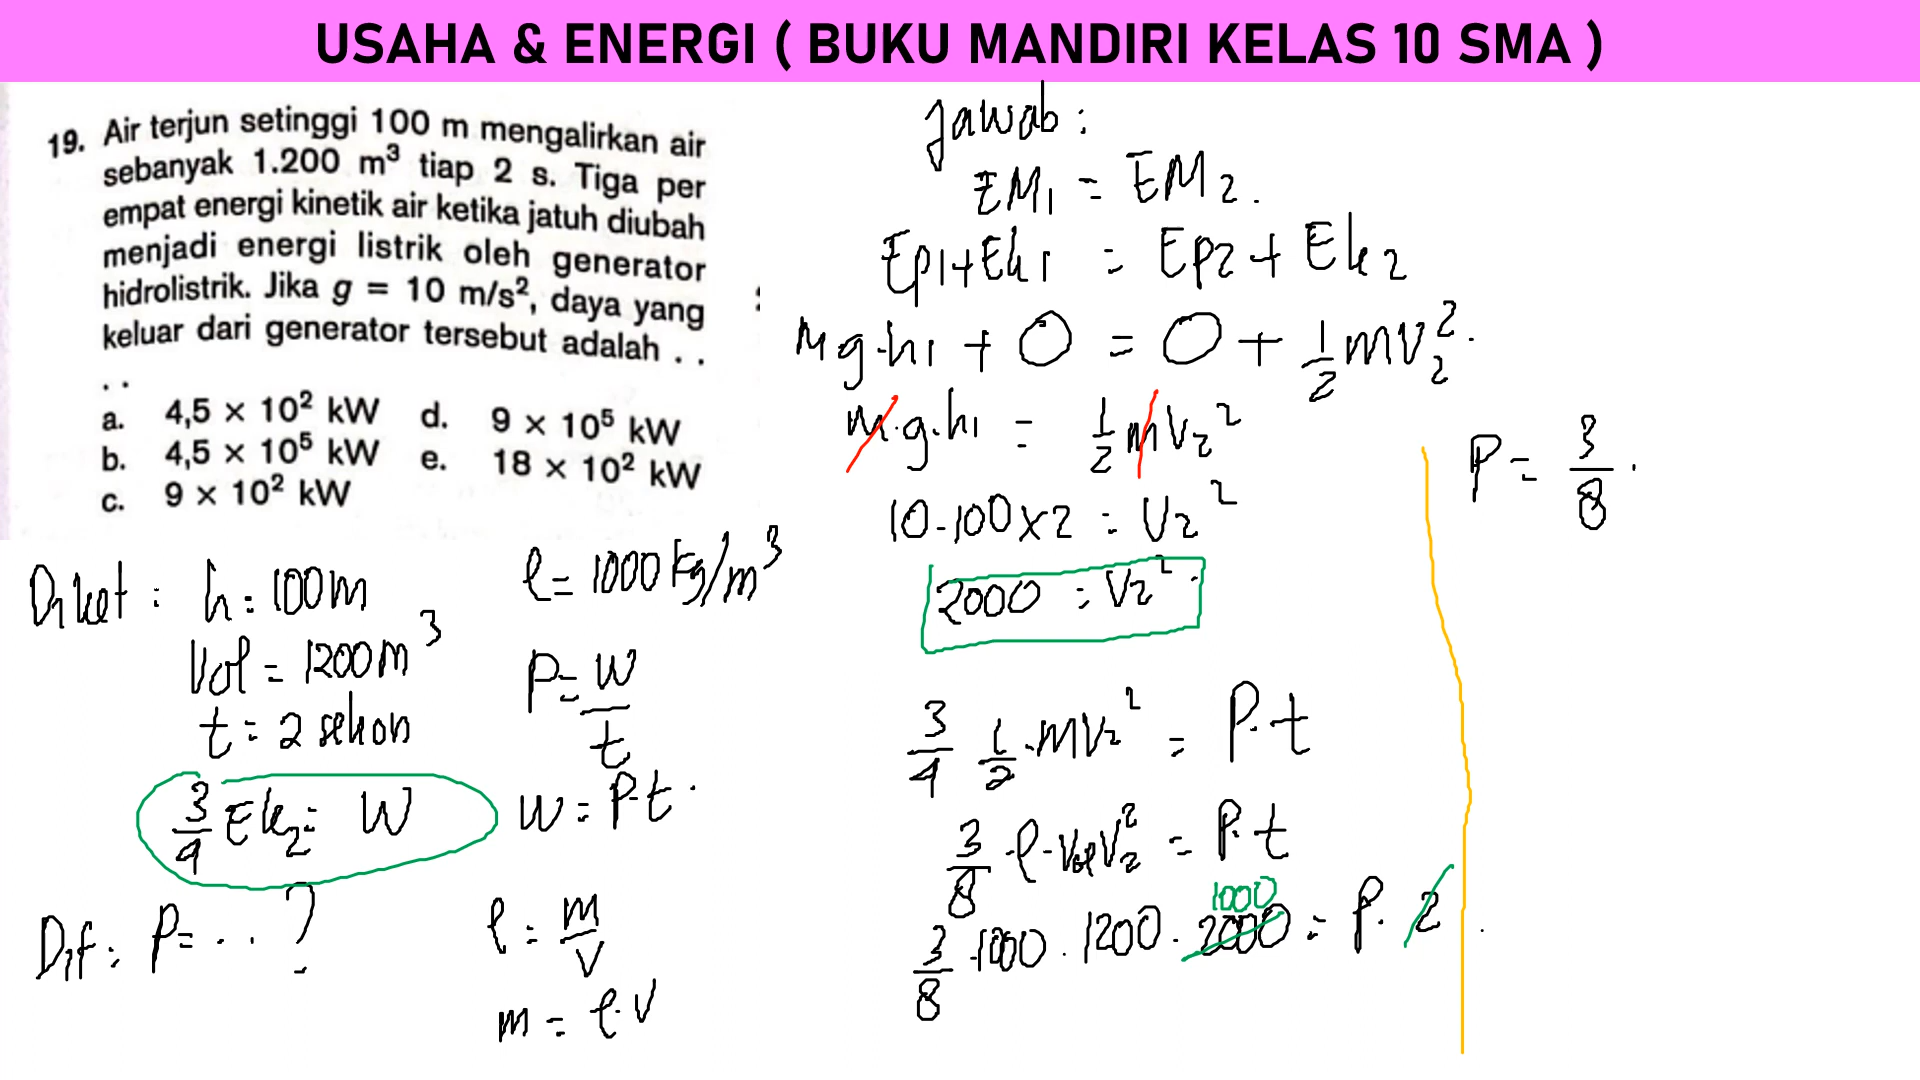 USAHA & ENERGI ( BUKU MANDIRI KELAS 10 SMA )
19. Air terjun setinggi 100 m mengalirkan air
sebanyak 1.200 m³ tiap 2 s. Tiga per
empat energi kinetik air ketika jatuh diubah
menjadi energi listrik oleh generator
hidrolistrik. Jika g = 10 m/s², daya yang
keluar dari generator tersebut adalah . .
. .
a. 4,5 × 10² kW d. 9 × 10⁵ kW
b. 4,5 × 10⁵ kW e. 18 × 10² kW
c. 9 × 10² kW
Diket : h = 100 m
Vol = 1200 m³
t = 2 sekon
3/4 Ek₂ = W
Dit : P = . . . ?
ρ = 1000 Kg/m³
P = W/t
W = P.t .
ρ = m/V
m = ρ.V
Jawab :
EM₁ = EM₂.
Ep1 + Ek1 = Ep2 + Ek2
m.g.h1 + 0 = 0 + 1/2 mV₂².
m.g.h1 = 1/2 mV₂²
10.100x2 = V₂²
2000 = V₂².
3/4 1/2 .mV₂² = P.t
3/8 .ρ.Vol V₂² = P.t
1000
3/8 .1000 . 1200 . 2000 = P. 2 .
P = 3/8 .